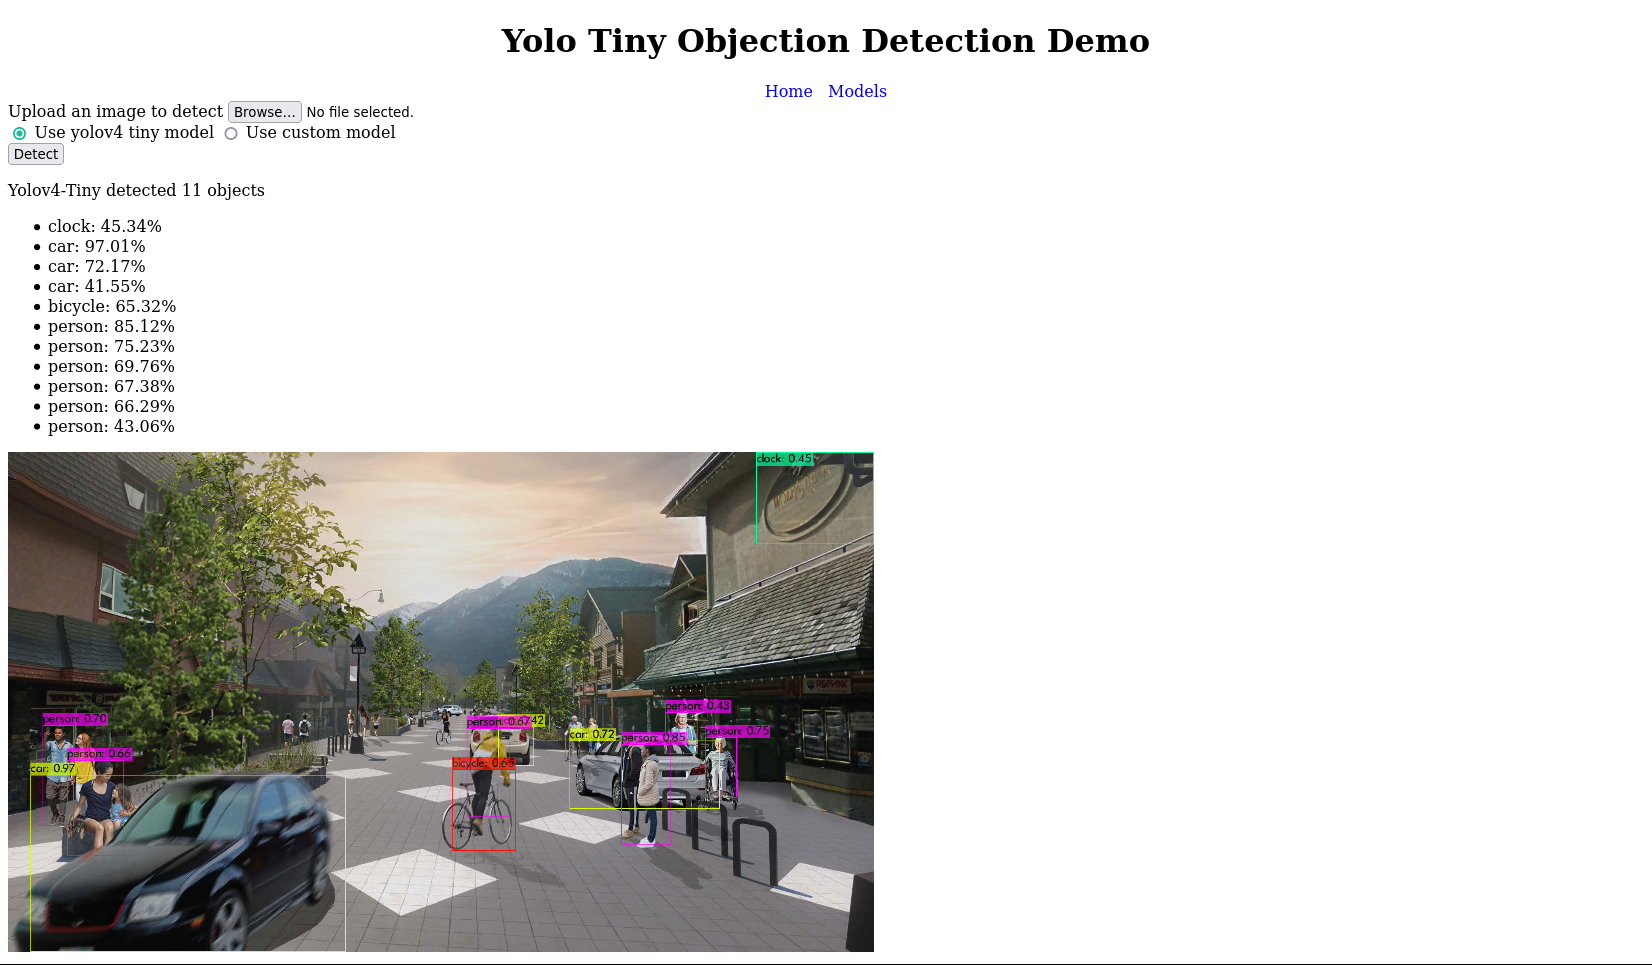 Yolo Tiny Objection Detection Demo
Home Models
Upload an image to detect Browse... No file selected.
Use yolov4 tiny model Use custom model
Detect
Yolov4-Tiny detected 11 objects
clock: 45.34%
car: 97.01%
car: 72.17%
car: 41.55%
bicycle: 65.32%
person: 85.12%
person: 75.23%
person: 69.76%
person: 67.38%
person: 66.29%
person: 43.06%
clock: 0.45
RE/MAX
person: 0.43
person: 0.70
person: 0.67
42
person: 0.75
car: 0.72
person: 0.85
person: 0.66
bicycle: 0.65
car: 0.97